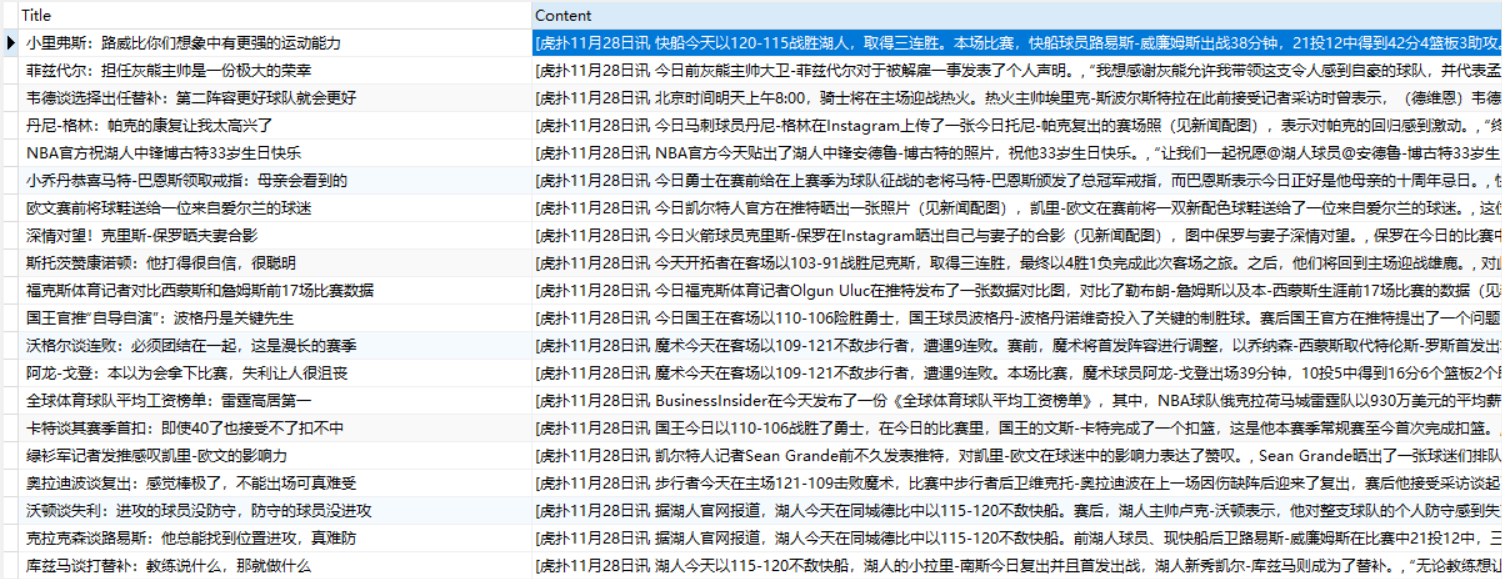 Title Content
小里弗斯：路威比你们想象中有更强的运动能力 [虎扑11月28日讯 快船今天以120-115战胜湖人，取得三连胜。本场比赛，快船球员路易斯-威廉姆斯出战38分钟，21投12中得到42分4篮板3助攻。
菲兹代尔：担任灰熊主帅是一份极大的荣幸 [虎扑11月28日讯 今日前灰熊主帅大卫-菲兹代尔对于被解雇一事发表了个人声明。, “我想感谢灰熊允许我带领这支令人感到自豪的球队，并代表孟
韦德谈选择出任替补：第二阵容更好球队就会更好 [虎扑11月28日讯 北京时间明天上午8:00，骑士将在主场迎战热火。热火主帅埃里克-斯波尔斯特拉在此前接受记者采访时曾表示，（德维恩）韦德
丹尼-格林：帕克的康复让我太高兴了 [虎扑11月28日讯 今日马刺球员丹尼-格林在Instagram上传了一张今日托尼-帕克复出的赛场照（见新闻配图），表示对帕克的回归感到激动。, “终
NBA官方祝湖人中锋博古特33岁生日快乐 [虎扑11月28日讯 NBA官方今天贴出了湖人中锋安德鲁-博古特的照片，祝他33岁生日快乐。, “让我们一起祝愿@湖人球员@安德鲁-博古特33岁生
小乔丹恭喜马特-巴恩斯领取戒指：母亲会看到的 [虎扑11月28日讯 今日勇士在赛前给在上赛季为球队征战的老将马特-巴恩斯颁发了总冠军戒指，而巴恩斯表示今日正好是他母亲的十周年忌日。, 快
欧文赛前将球鞋送给一位来自爱尔兰的球迷 [虎扑11月28日讯 今日凯尔特人官方在推特晒出一张照片（见新闻配图），凯里-欧文在赛前将一双新配色球鞋送给了一位来自爱尔兰的球迷。, 这位
深情对望！克里斯-保罗晒夫妻合影 [虎扑11月28日讯 今日火箭球员克里斯-保罗在Instagram晒出自己与妻子的合影（见新闻配图），图中保罗与妻子深情对望。, 保罗在今日的比赛中
斯托茨赞康诺顿：他打得很自信，很聪明 [虎扑11月28日讯 今天开拓者在客场以103-91战胜尼克斯，取得三连胜，最终以4胜1负完成此次客场之旅。之后，他们将回到主场迎战雄鹿。, 对此
福克斯体育记者对比西蒙斯和詹姆斯前17场比赛数据 [虎扑11月28日讯 今日福克斯体育记者Olgun Uluc在推特发布了一张数据对比图，对比了勒布朗-詹姆斯以及本-西蒙斯生涯前17场比赛的数据（见
国王官推“自导自演”：波格丹是关键先生 [虎扑11月28日讯 今日国王在客场以110-106险胜勇士，国王球员波格丹-波格丹诺维奇投入了关键的制胜球。赛后国王官方在推特提出了一个问题
沃格尔谈连败：必须团结在一起，这是漫长的赛季 [虎扑11月28日讯 魔术今天在客场以109-121不敌步行者，遭遇9连败。赛前，魔术将首发阵容进行调整，以乔纳森-西蒙斯取代特伦斯-罗斯首发出
阿龙-戈登：本以为会拿下比赛，失利让人很沮丧 [虎扑11月28日讯 魔术今天在客场以109-121不敌步行者，遭遇9连败。本场比赛，魔术球员阿龙-戈登出场39分钟，10投5中得到16分6个篮板2个
全球体育球队平均工资榜单：雷霆高居第一 [虎扑11月28日讯 BusinessInsider在今天发布了一份《全球体育球队平均工资榜单》，其中，NBA球队俄克拉荷马城雷霆队以930万美元的平均薪
卡特谈其赛季首扣：即使40了也接受不了扣不中 [虎扑11月28日讯 国王今日以110-106战胜了勇士，在今日的比赛里，国王的文斯-卡特完成了一个扣篮，这是他本赛季常规赛至今首次完成扣篮。,
绿衫军记者发推感叹凯里-欧文的影响力 [虎扑11月28日讯 凯尔特人记者Sean Grande前不久发表推特，对凯里-欧文在球迷中的影响力表达了赞叹。, Sean Grande晒出了一张球迷们排队
奥拉迪波谈复出：感觉棒极了，不能出场可真难受 [虎扑11月28日讯 步行者今天在主场121-109击败魔术，比赛中步行者后卫维克托-奥拉迪波在上一场因伤缺阵后迎来了复出，赛后他接受采访谈起
沃顿谈失利：进攻的球员没防守，防守的球员没进攻 [虎扑11月28日讯 据湖人官网报道，湖人今天在同城德比中以115-120不敌快船。赛后，湖人主帅卢克-沃顿表示，他对整支球队的个人防守感到失
克拉克森谈路易斯：他总能找到位置进攻，真难防 [虎扑11月28日讯 据湖人官网报道，湖人今天在同城德比中以115-120不敌快船。前湖人球员、现快船后卫路易斯-威廉姆斯在比赛中21投12中，三
库兹马谈打替补：教练说什么，那就做什么 [虎扑11月28日讯 湖人今天以115-120不敌快船，湖人的小拉里-南斯今日复出并且首发出战，湖人新秀凯尔-库兹马则成为了替补。, “无论教练想让